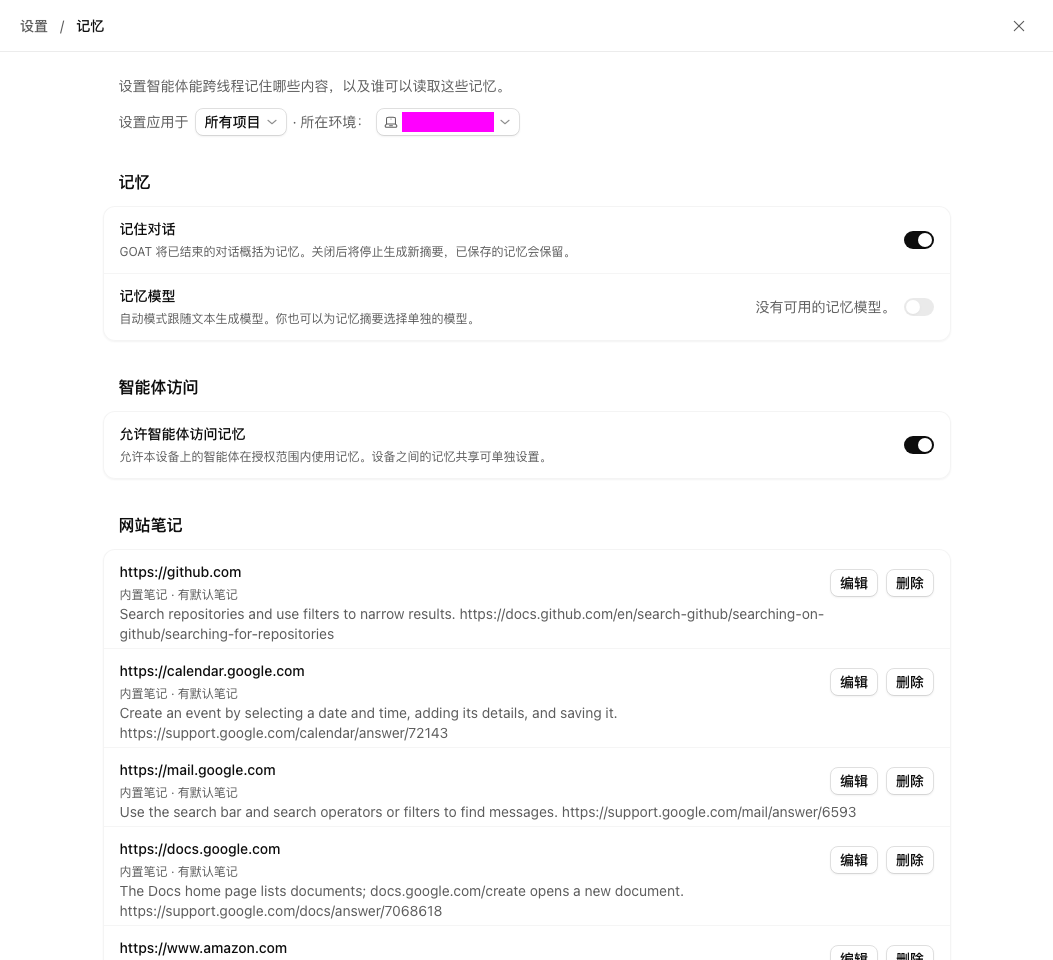 设置 / 记忆
设置智能体能跨线程记住哪些内容，以及谁可以读取这些记忆。
设置应用于 所有项目 · 所在环境：
记忆
记住对话
GOAT 将已结束的对话概括为记忆。关闭后将停止生成新摘要，已保存的记忆会保留。
记忆模型
自动模式跟随文本生成模型。你也可以为记忆摘要选择单独的模型。
没有可用的记忆模型。
智能体访问
允许智能体访问记忆
允许本设备上的智能体在授权范围内使用记忆。设备之间的记忆共享可单独设置。
网站笔记
https://github.com
内置笔记 · 有默认笔记
Search repositories and use filters to narrow results. https://docs.github.com/en/search-github/searching-on-
github/searching-for-repositories
编辑 删除
https://calendar.google.com
内置笔记 · 有默认笔记
Create an event by selecting a date and time, adding its details, and saving it.
https://support.google.com/calendar/answer/72143
编辑 删除
https://mail.google.com
内置笔记 · 有默认笔记
Use the search bar and search operators or filters to find messages. https://support.google.com/mail/answer/6593
编辑 删除
https://docs.google.com
内置笔记 · 有默认笔记
The Docs home page lists documents; docs.google.com/create opens a new document.
https://support.google.com/docs/answer/7068618
编辑 删除
https://www.amazon.com
编辑 删除